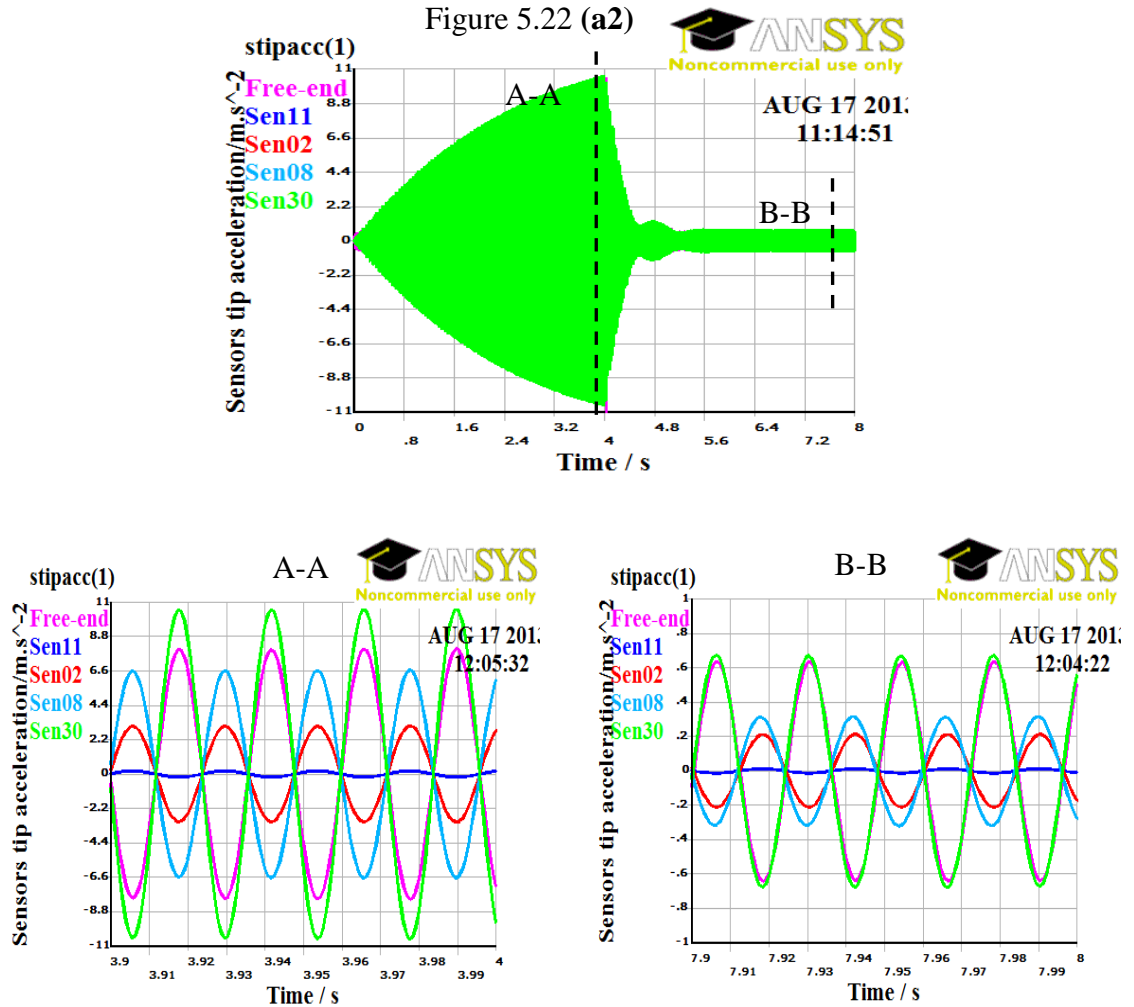 Figure 5.22 (a2)
ANSYS
Noncommercial use only
stipacc(1)
AUG 17 201
11:14:51
Free-end
Sen11
Sen02
Sen08
Sen30
Sensors tip acceleration/m.s^-2
11
8.8
6.6
4.4
2.2
0
-2.2
-4.4
-6.6
-8.8
-11
A-A
B-B
0 .8 1.6 2.4 3.2 4 4.8 5.6 6.4 7.2 8
Time / s
A-A
ANSYS
Noncommercial use only
stipacc(1)
AUG 17 201
12:05:32
Free-end
Sen11
Sen02
Sen08
Sen30
Sensors tip acceleration/m.s^-2
11
8.8
6.6
4.4
2.2
0
-2.2
-4.4
-6.6
-8.8
-11
3.9 3.91 3.92 3.93 3.94 3.95 3.96 3.97 3.98 3.99 4
Time / s
B-B
ANSYS
Noncommercial use only
stipacc(1)
AUG 17 201
12:04:22
Free-end
Sen11
Sen02
Sen08
Sen30
Sensors tip acceleration/m.s^-2
1
.8
.6
.4
.2
0
-.2
-.4
-.6
-.8
-1
7.9 7.91 7.92 7.93 7.94 7.95 7.96 7.97 7.98 7.99 8
Time / s